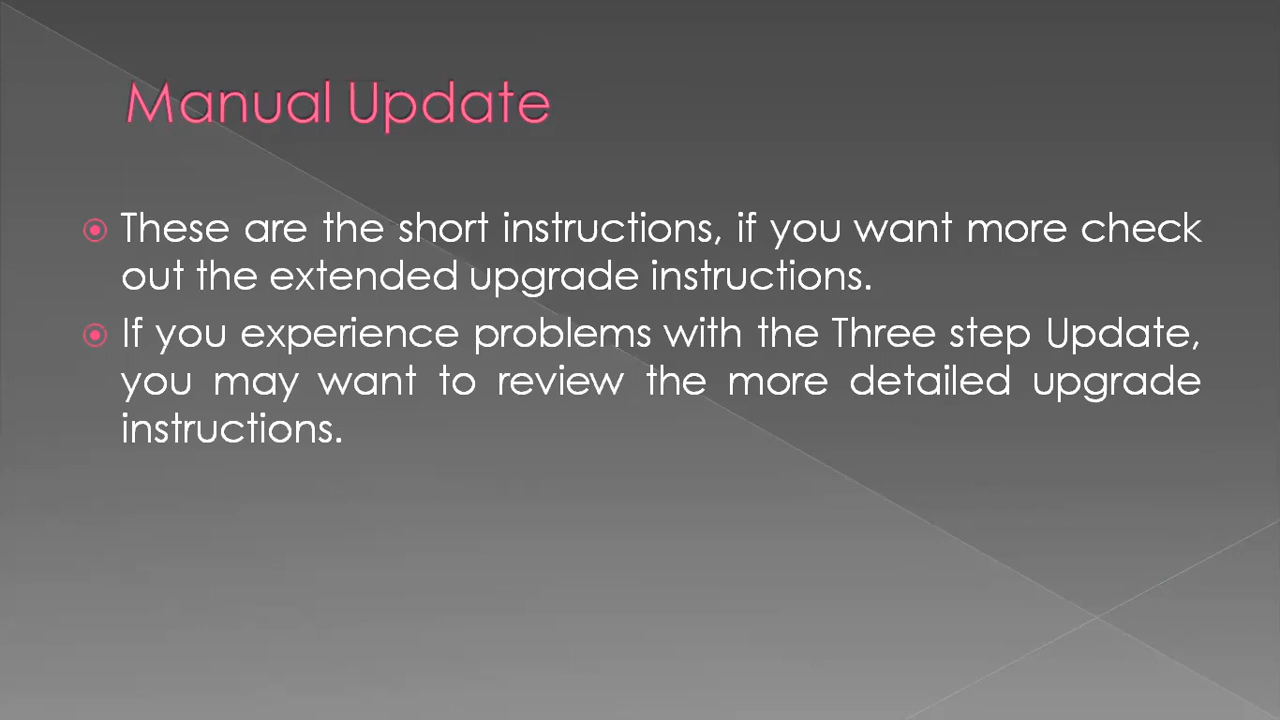 Manual Update
These are the short instructions, if you want more check
out the extended upgrade instructions.
If you experience problems with the Three step Update,
you may want to review the more detailed upgrade
instructions.